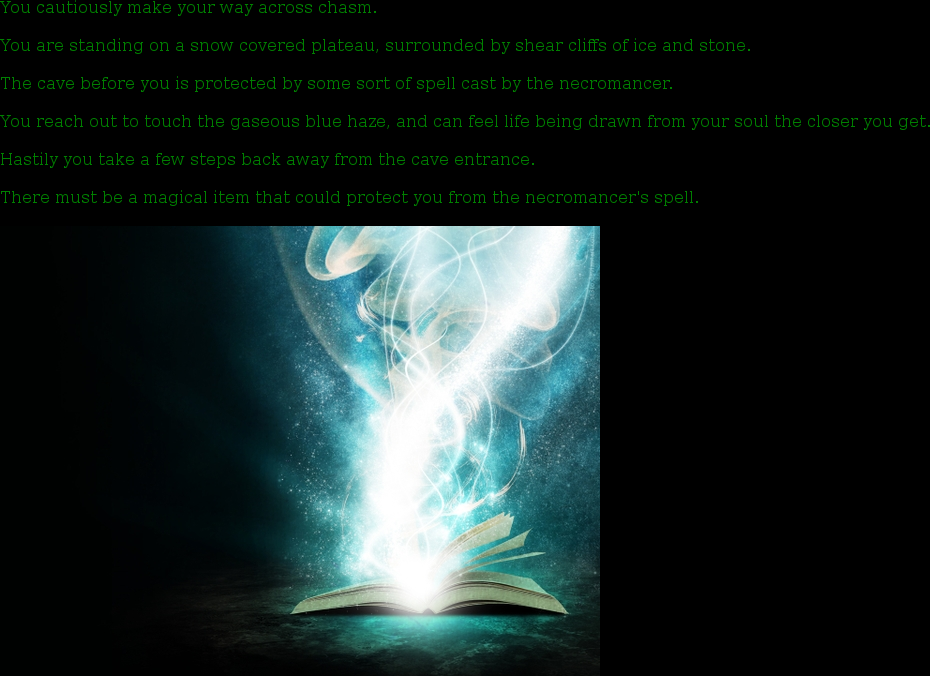 You cautiously make your way across chasm.
You are standing on a snow covered plateau, surrounded by shear cliffs of ice and stone.
The cave before you is protected by some sort of spell cast by the necromancer.
You reach out to touch the gaseous blue haze, and can feel life being drawn from your soul the closer you get.
Hastily you take a few steps back away from the cave entrance.
There must be a magical item that could protect you from the necromancer's spell.